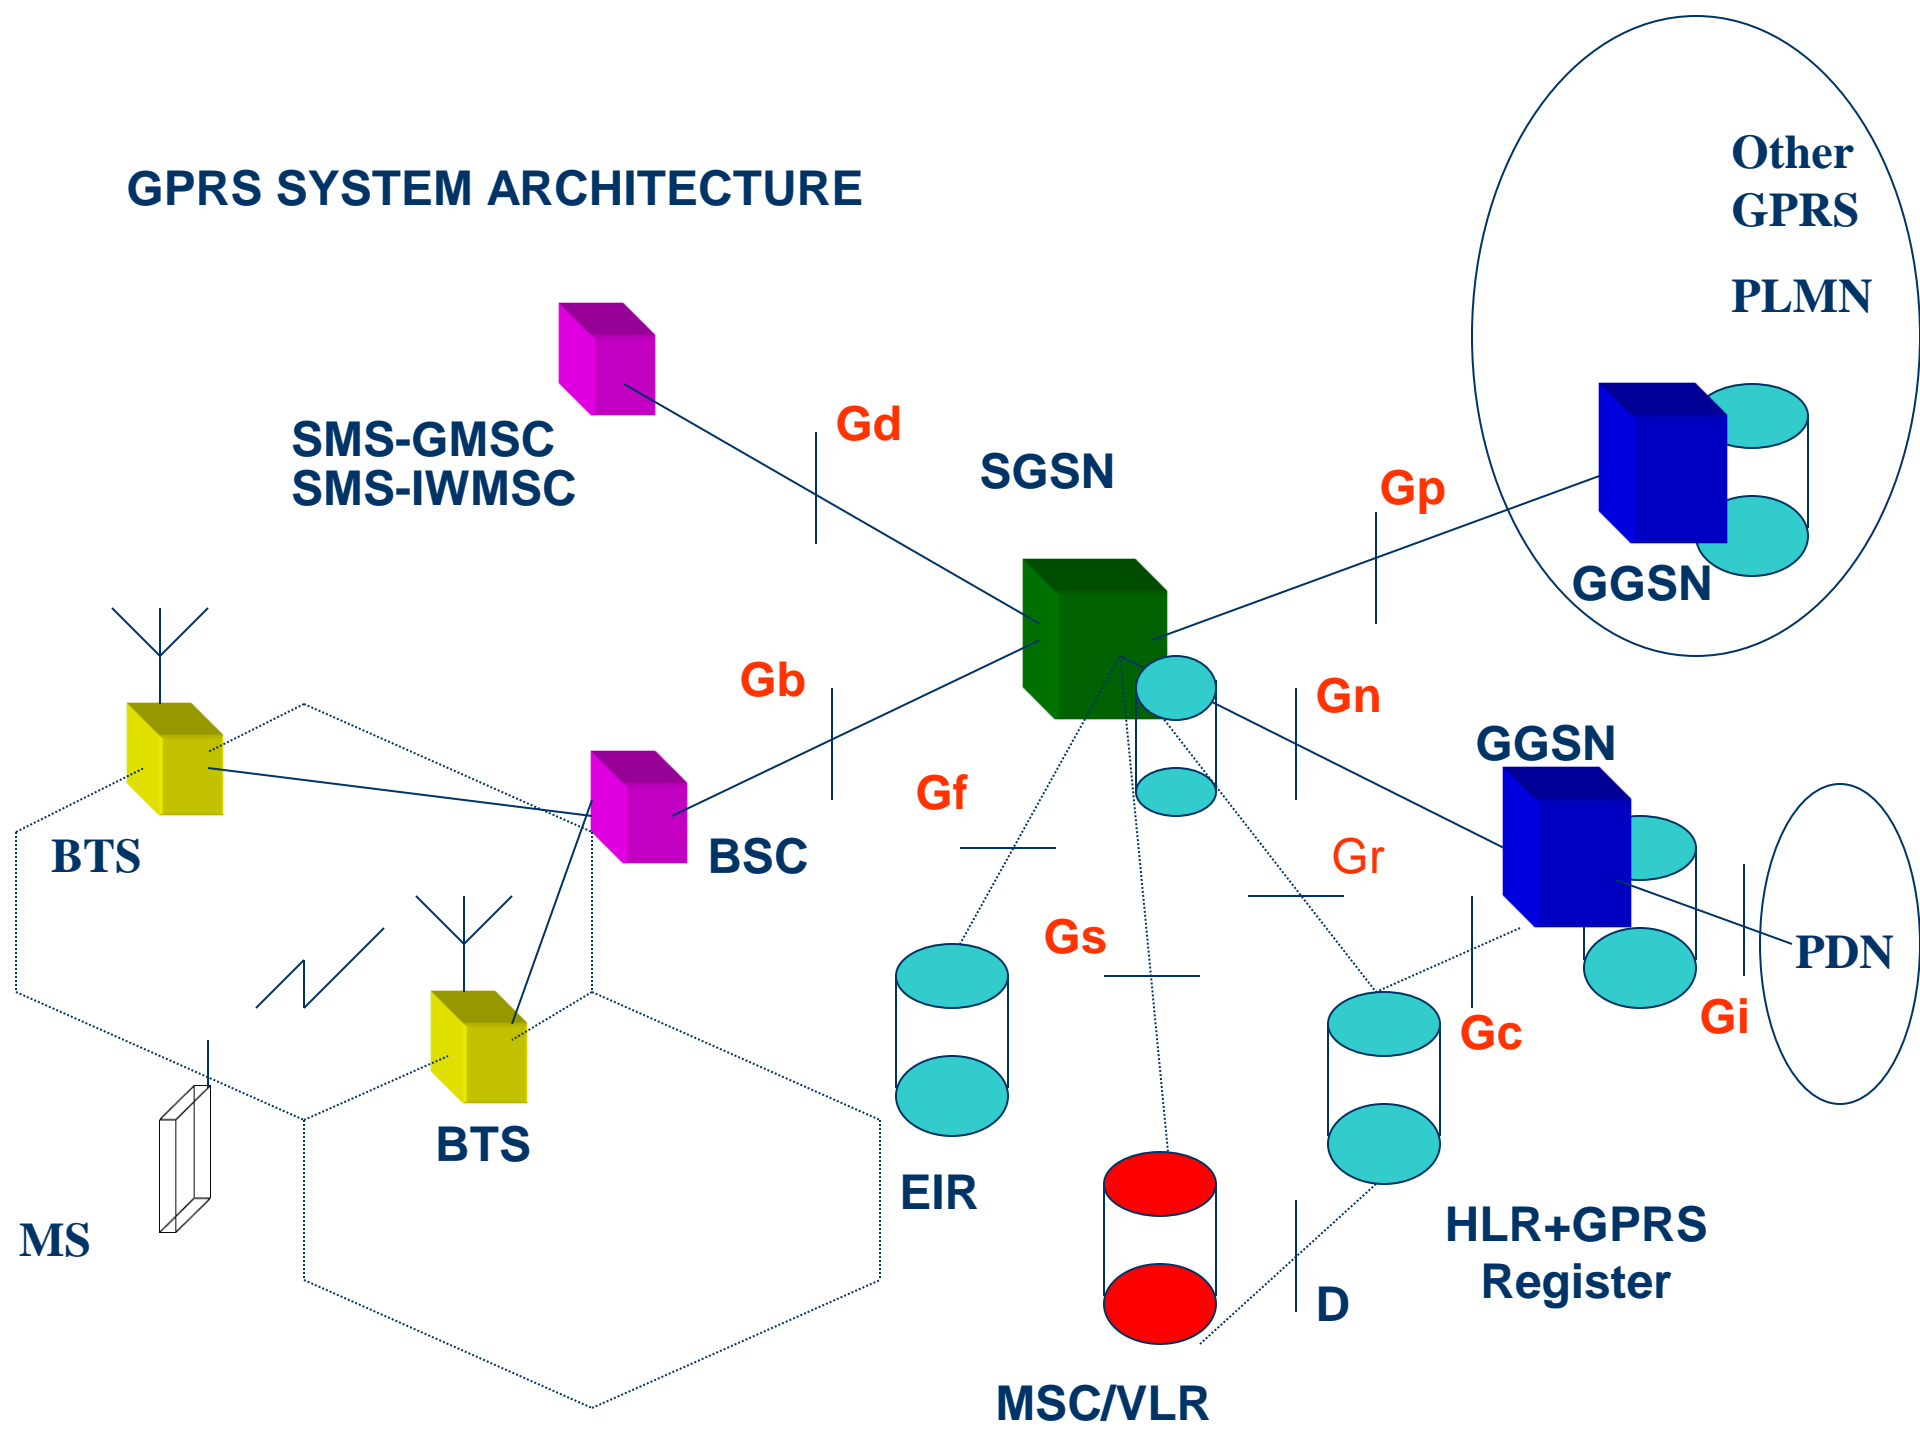 Other
GPRS
PLMN
GPRS SYSTEM ARCHITECTURE
Gd
SMS-GMSC
SMS-IWMSC
SGSN
Gp
GGSN
Gb
Gn
GGSN
Gf
BTS
BSC
Gr
Gs
PDN
Gi
Gc
BTS
EIR
MS
HLR+GPRS
Register
D
MSC/VLR